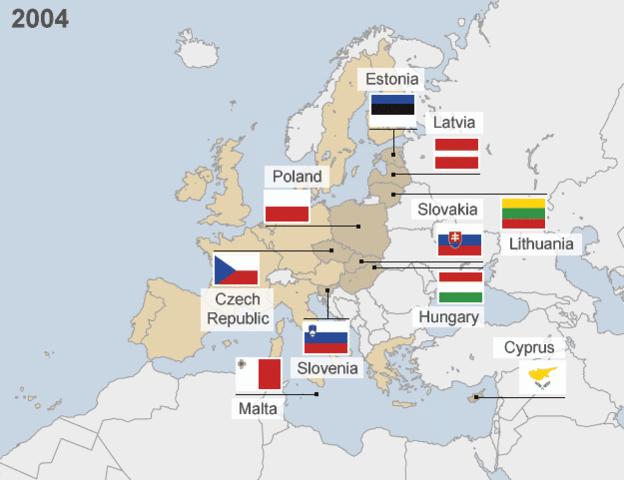 2004
Estonia
Latvia
Poland
Slovakia
Lithuania
Czech
Republic
Hungary
Slovenia
Cyprus
Malta